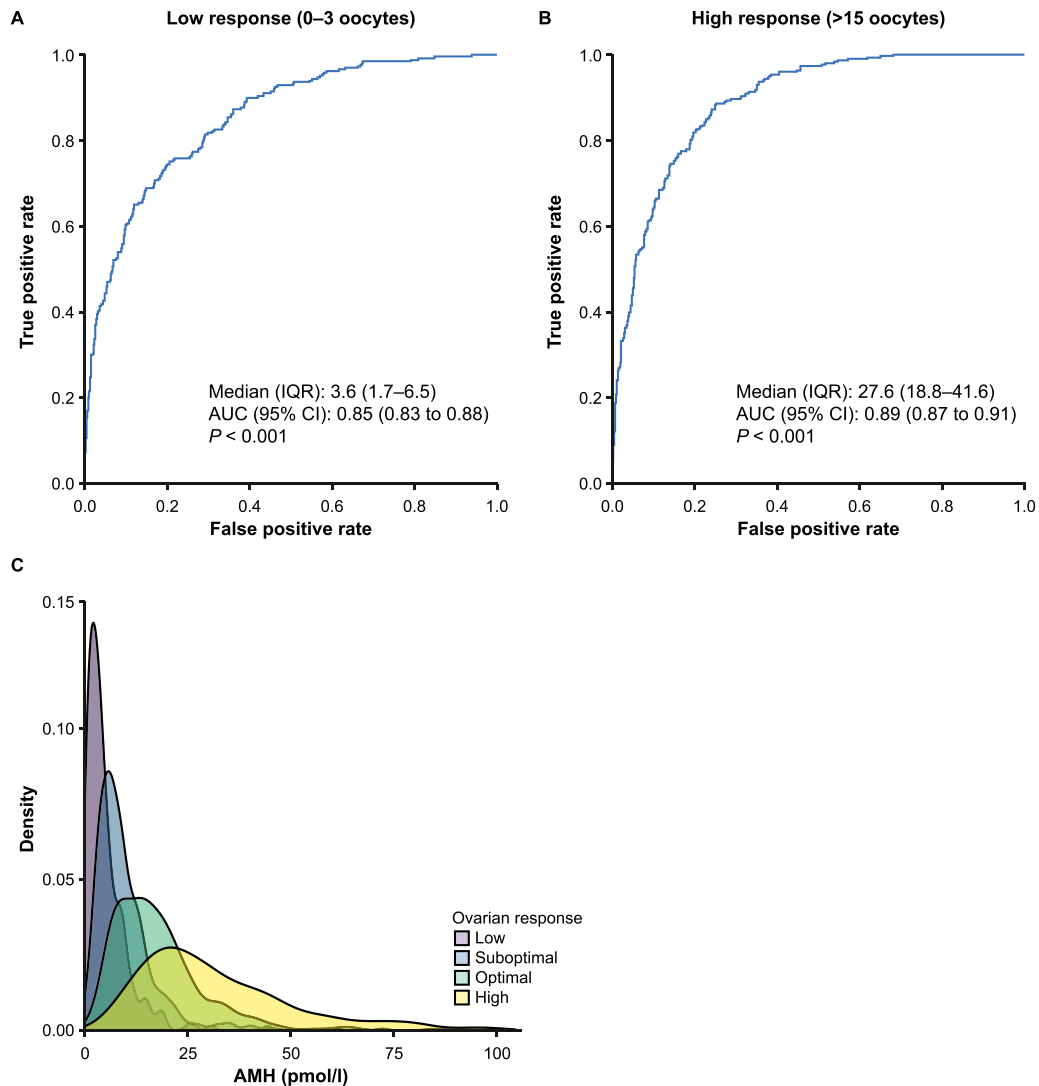 A
Low response (0–3 oocytes)
1.0
0.8
0.6
0.4
0.2
0.0
True positive rate
Median (IQR): 3.6 (1.7–6.5)
AUC (95% CI): 0.85 (0.83 to 0.88)
P < 0.001
0.0 0.2 0.4 0.6 0.8 1.0
False positive rate
B
High response (>15 oocytes)
1.0
0.8
0.6
0.4
0.2
0.0
True positive rate
Median (IQR): 27.6 (18.8–41.6)
AUC (95% CI): 0.89 (0.87 to 0.91)
P < 0.001
0.0 0.2 0.4 0.6 0.8 1.0
False positive rate
C
0.15
0.10
0.05
0.00
Density
Ovarian response
Low
Suboptimal
Optimal
High
0 25 50 75 100
AMH (pmol/l)